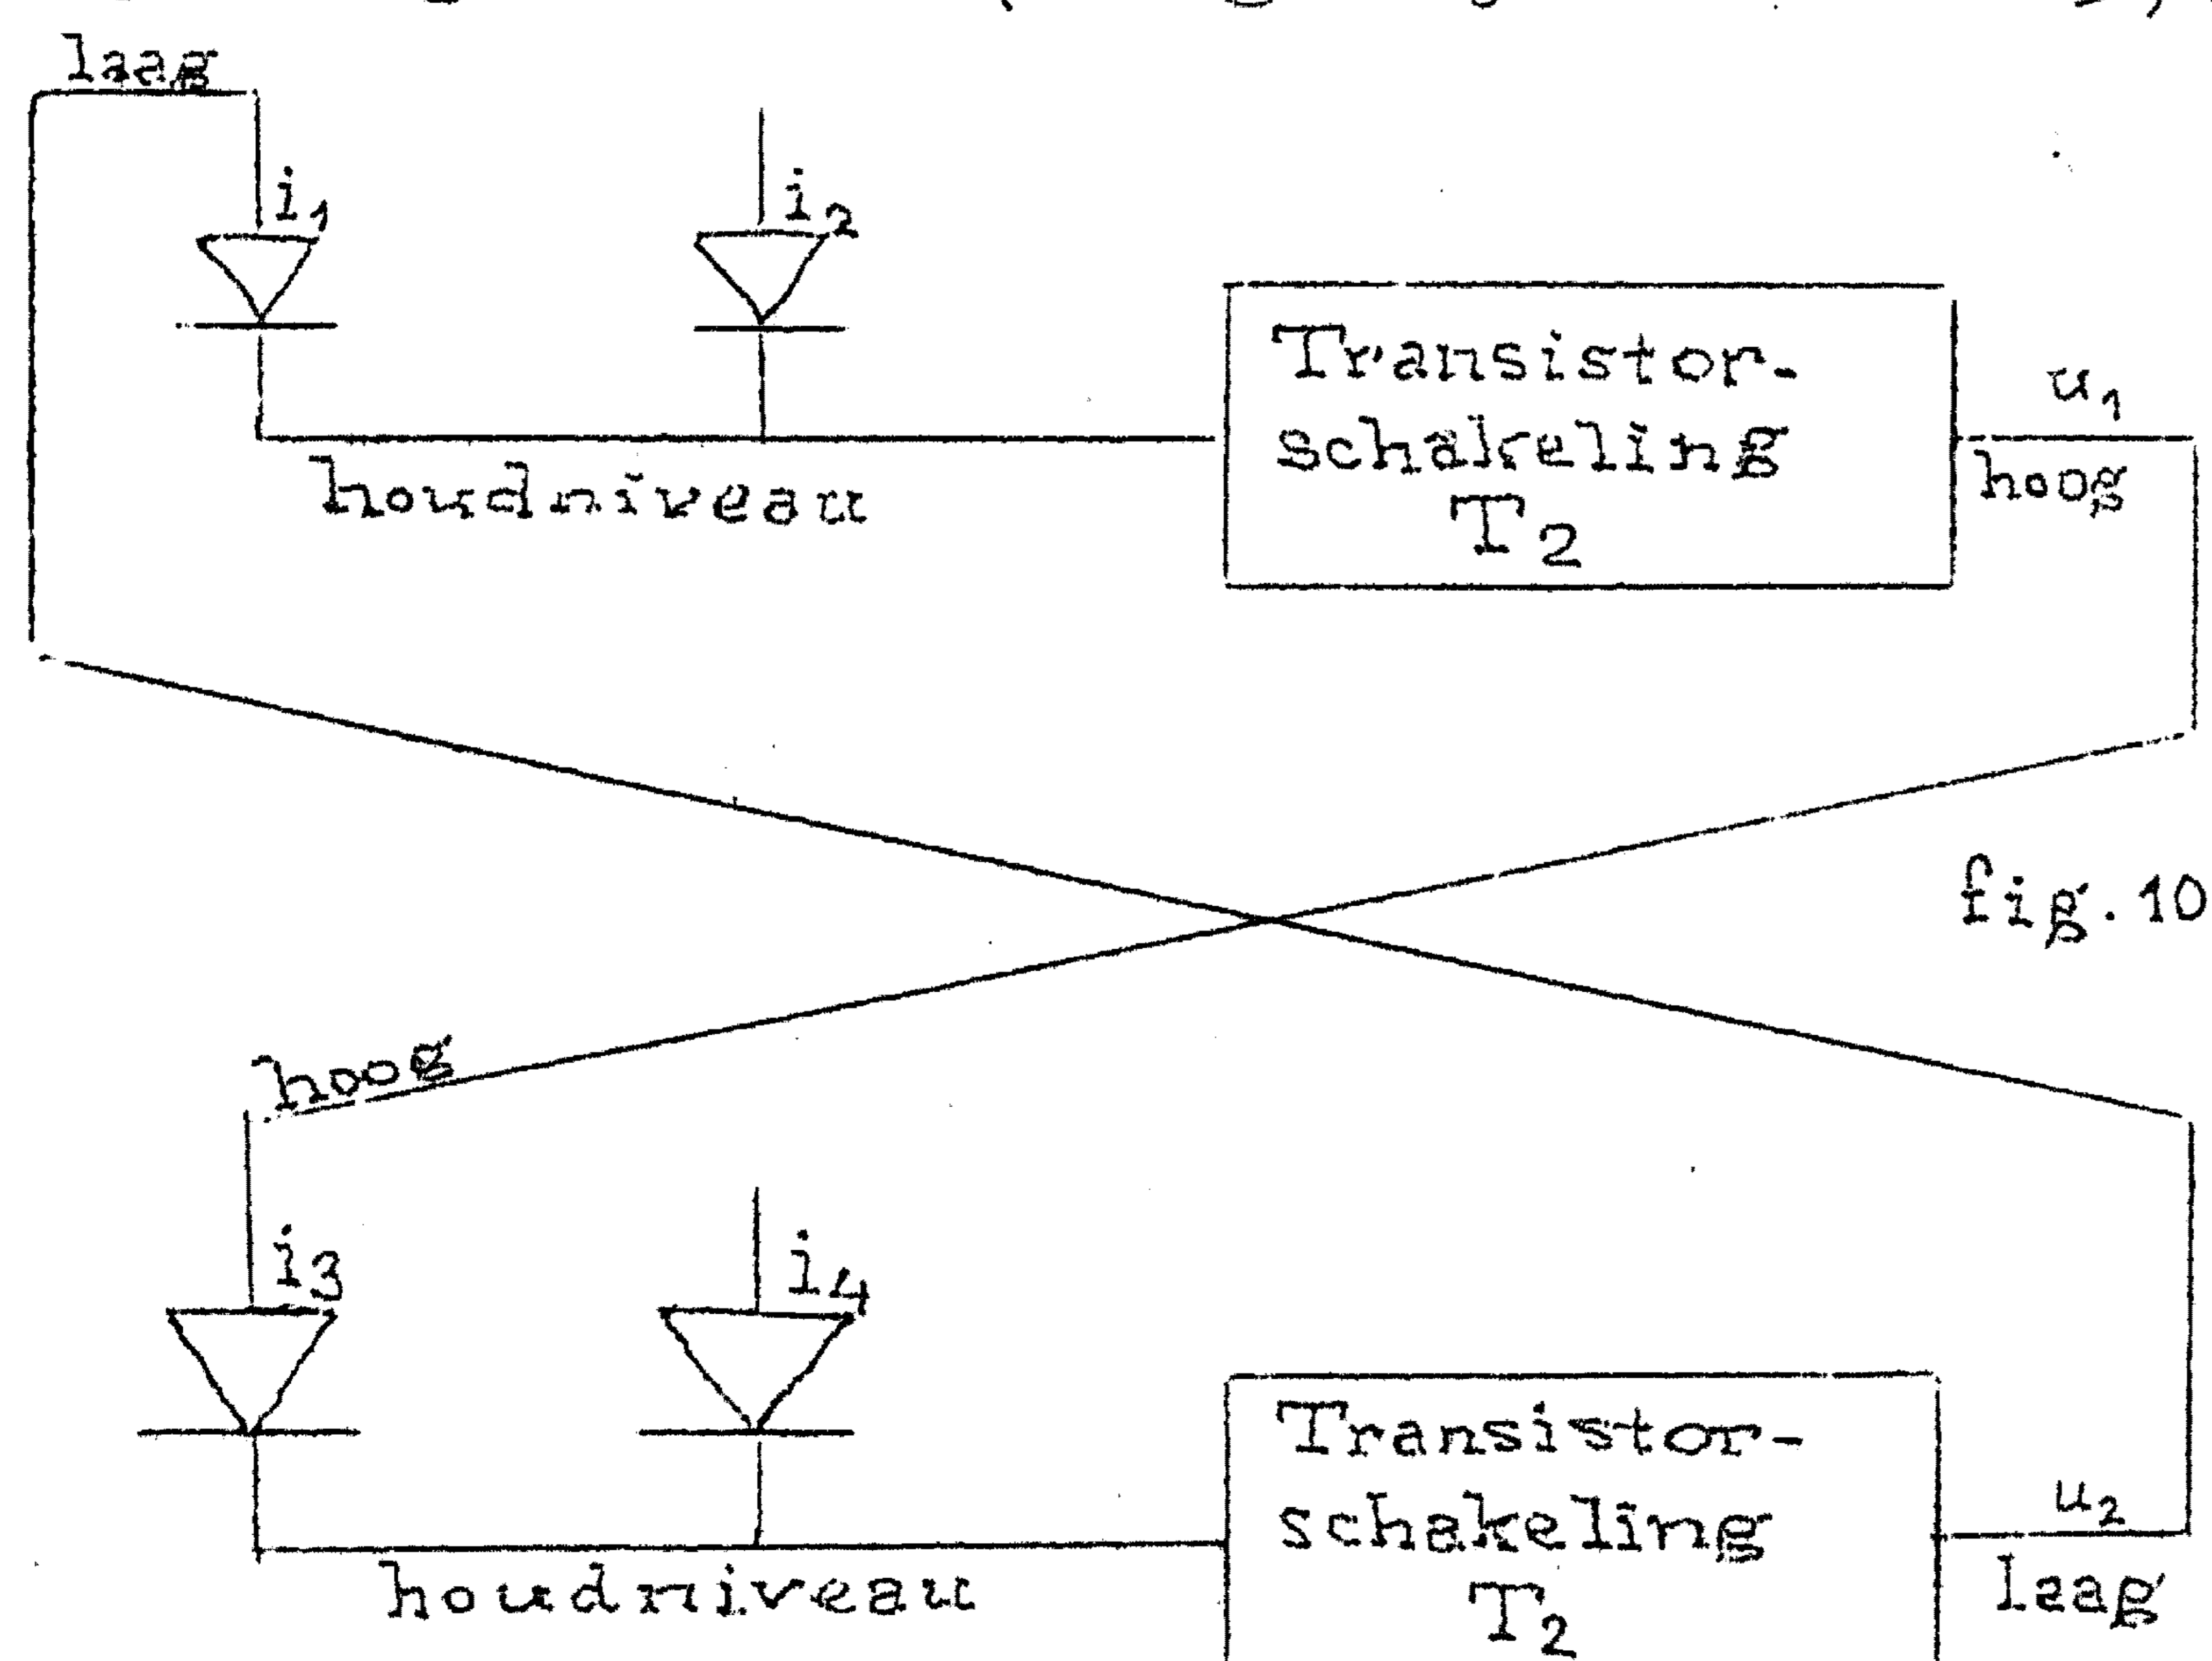 laag
i1
i2
Transistor-
schakeling
T2
u1
hoog
houdniveau
fig. 10
hoog
i3
i4
Transistor-
schakeling
T2
u2
laag
houdniveau